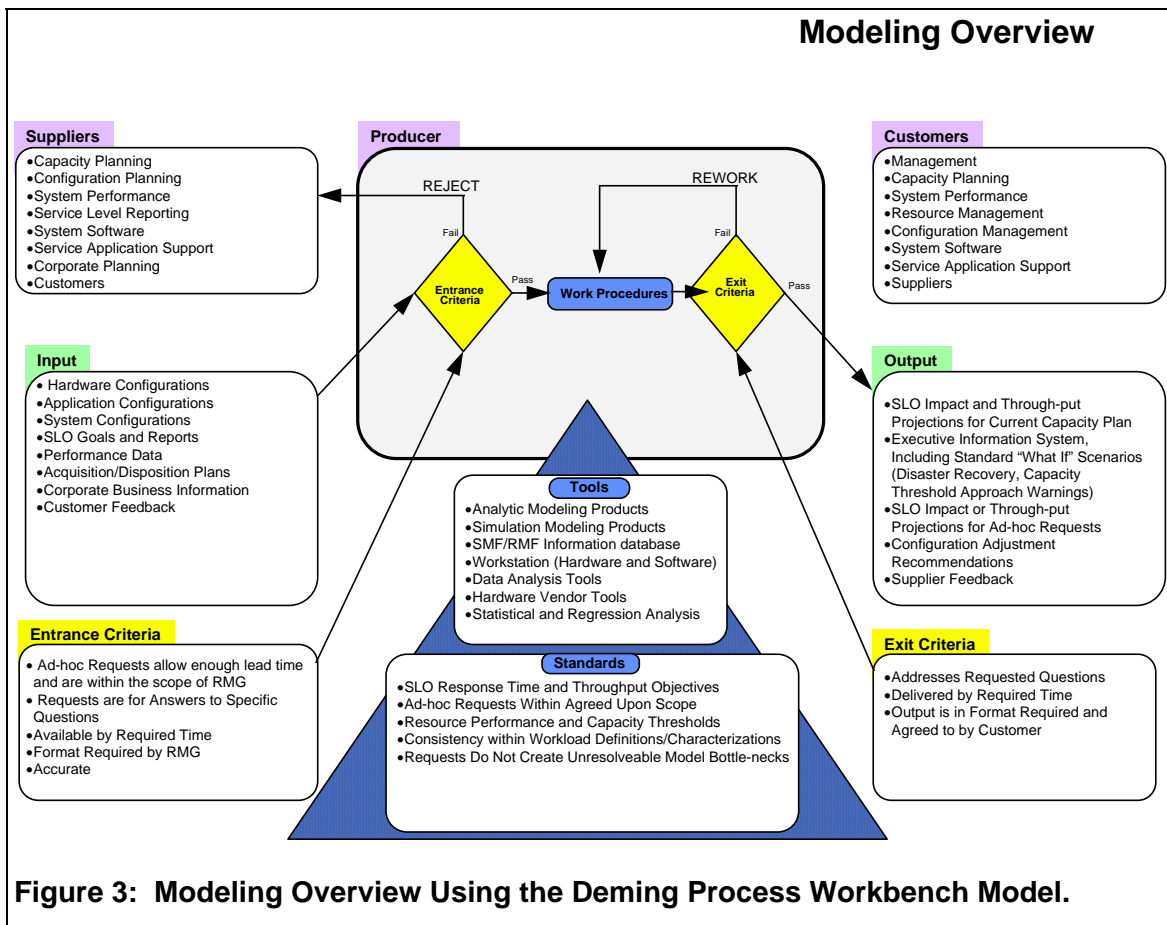 Modeling Overview
Suppliers
•Capacity Planning
•Configuration Planning
•System Performance
•Service Level Reporting
•System Software
•Service Application Support
•Corporate Planning
•Customers
Producer
REJECT
Fail
Entrance
Criteria
Pass
Work Procedures
REWORK
Fail
Exit
Criteria
Pass
Customers
•Management
•Capacity Planning
•System Performance
•Resource Management
•Configuration Management
•System Software
•Service Application Support
•Suppliers
Input
• Hardware Configurations
•Application Configurations
•System Configurations
•SLO Goals and Reports
•Performance Data
•Acquisition/Disposition Plans
•Corporate Business Information
•Customer Feedback
Output
•SLO Impact and Through-put
Projections for Current Capacity Plan
•Executive Information System,
Including Standard “What If” Scenarios
(Disaster Recovery, Capacity
Threshold Approach Warnings)
•SLO Impact or Through-put
Projections for Ad-hoc Requests
•Configuration Adjustment
Recommendations
•Supplier Feedback
Tools
•Analytic Modeling Products
•Simulation Modeling Products
•SMF/RMF Information database
•Workstation (Hardware and Software)
•Data Analysis Tools
•Hardware Vendor Tools
•Statistical and Regression Analysis
Entrance Criteria
• Ad-hoc Requests allow enough lead time
and are within the scope of RMG
• Requests are for Answers to Specific
Questions
•Available by Required Time
•Format Required by RMG
•Accurate
Standards
•SLO Response Time and Throughput Objectives
•Ad-hoc Requests Within Agreed Upon Scope
•Resource Performance and Capacity Thresholds
•Consistency within Workload Definitions/Characterizations
•Requests Do Not Create Unresolveable Model Bottle-necks
Exit Criteria
•Addresses Requested Questions
•Delivered by Required Time
•Output is in Format Required and
Agreed to by Customer
Figure 3:  Modeling Overview Using the Deming Process Workbench Model.